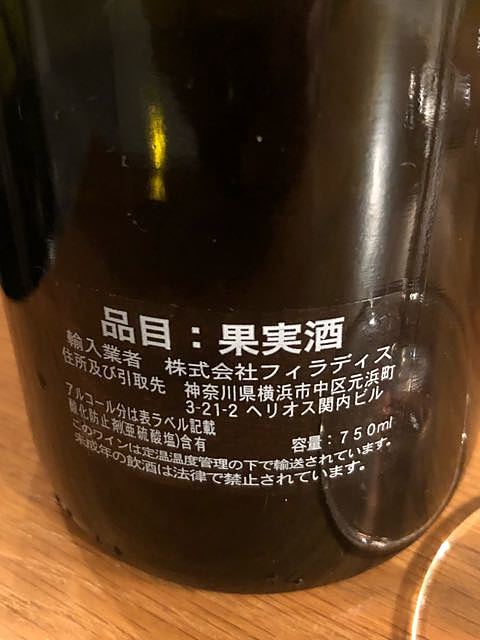 品目：果実酒
輸入業者　株式会社フィラディス
住所及び引取先　神奈川県横浜市中区元浜町
3-21-2 ヘリオス関内ビル
アルコール分は表ラベル記載
酸化防止剤(亜硫酸塩)含有　容量：750ml
このワインは定温温度管理の下で輸送されています。
未成年の飲酒は法律で禁止されています。